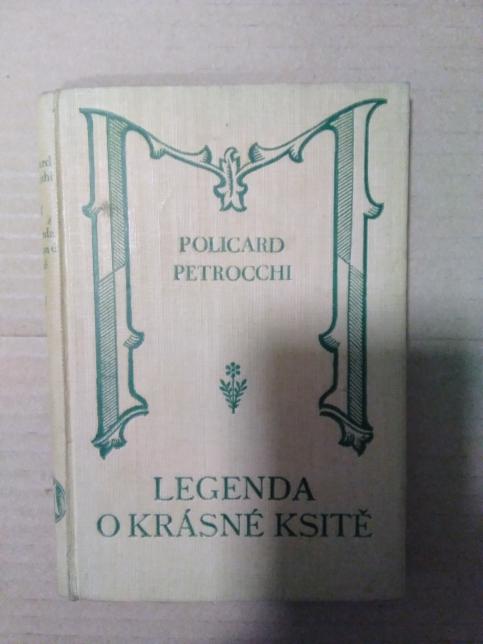 POLICARD
PETROCCHI
LEGENDA
O KRÁSNÉ KSITĚ